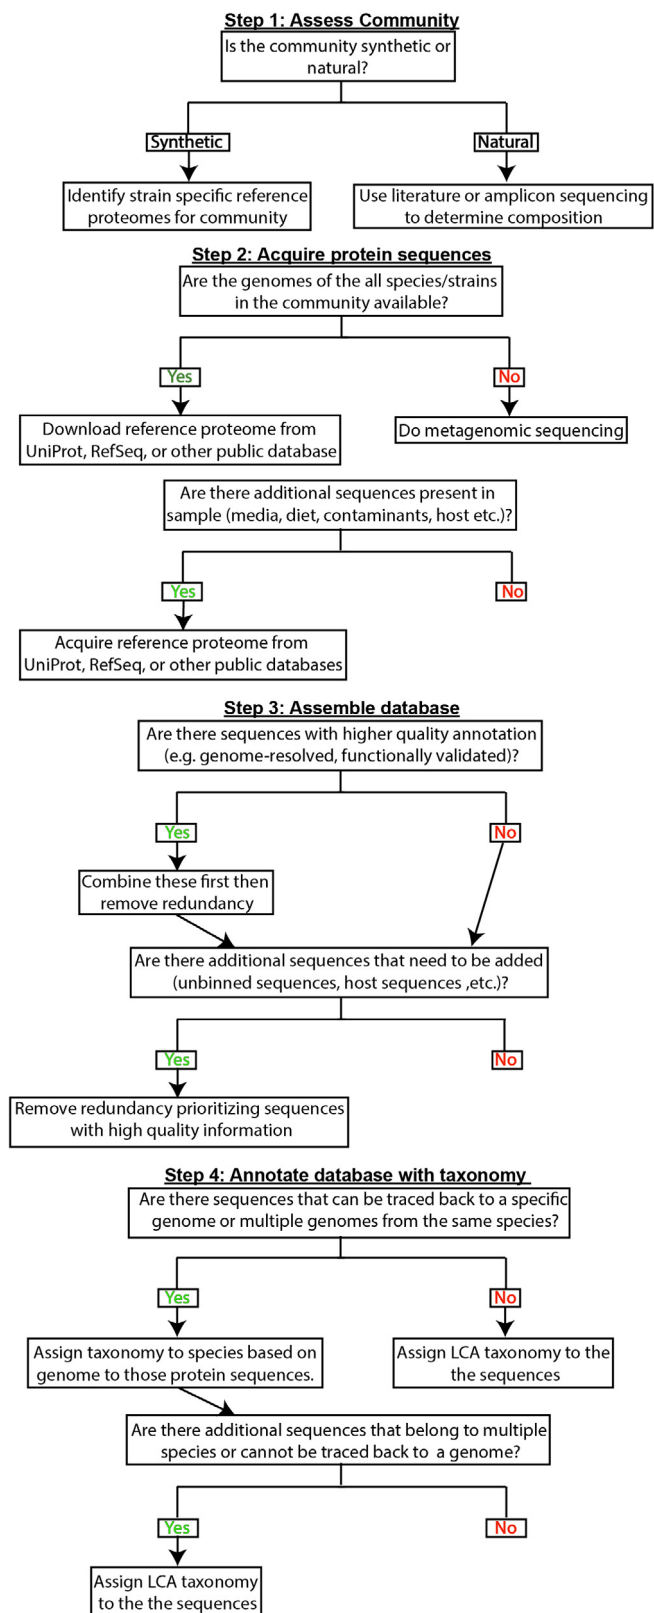 Step 1: Assess Community
Is the community synthetic or
natural?
Synthetic
Natural
Identify strain specific reference
proteomes for community
Use literature or amplicon sequencing
to determine composition
Step 2: Acquire protein sequences
Are the genomes of the all species/strains
in the community available?
Yes
No
Download reference proteome from
UniProt, RefSeq, or other public database
Do metagenomic sequencing
Are there additional sequences present in
sample (media, diet, contaminants, host etc.)?
Yes
No
Acquire reference proteome from
UniProt, RefSeq, or other public databases
Step 3: Assemble database
Are there sequences with higher quality annotation
(e.g. genome-resolved, functionally validated)?
Yes
No
Combine these first then
remove redundancy
Are there additional sequences that need to be added
(unbinned sequences, host sequences ,etc.)?
Yes
No
Remove redundancy prioritizing sequences
with high quality information
Step 4: Annotate database with taxonomy
Are there sequences that can be traced back to a specific
genome or multiple genomes from the same species?
Yes
No
Assign taxonomy to species based on
genome to those protein sequences.
Assign LCA taxonomy to the
the sequences
Are there additional sequences that belong to multiple
species or cannot be traced back to a genome?
Yes
No
Assign LCA taxonomy
to the the sequences